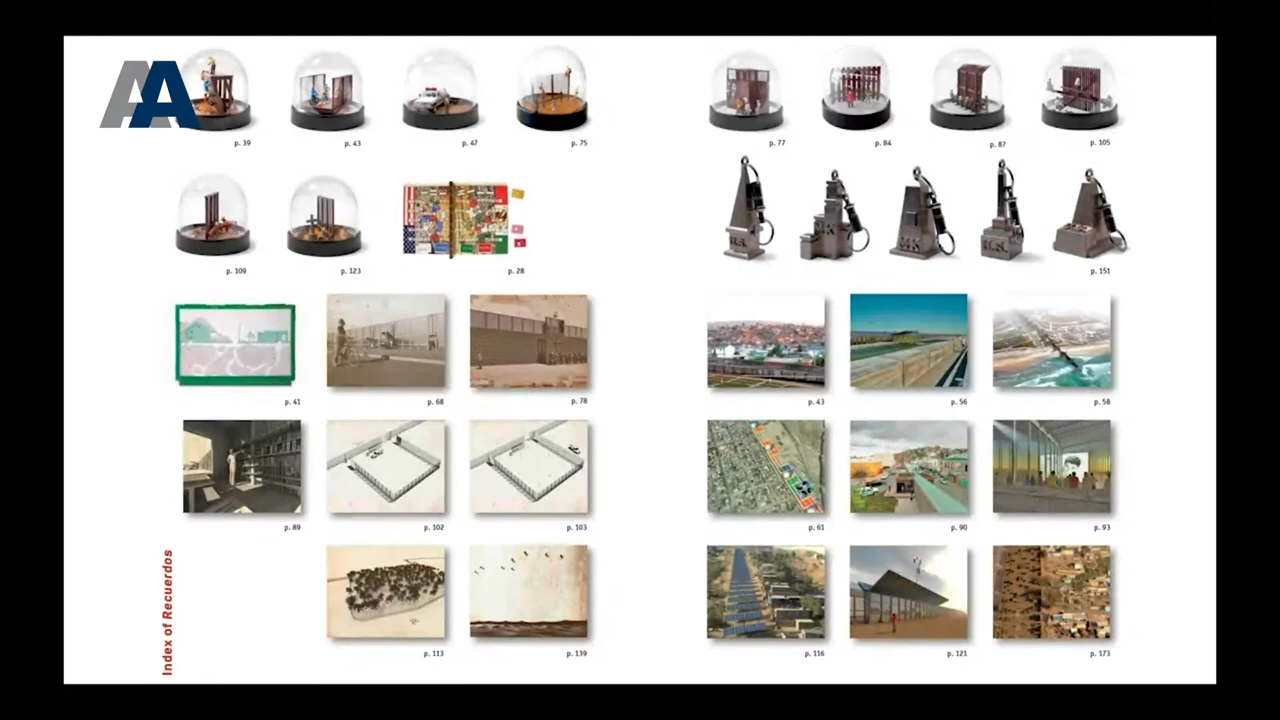 AA
p. 39 p. 43 p. 47 p. 75 p. 77 p. 84 p. 87 p. 105
p. 109 p. 123 p. 28 p. 151
p. 41 p. 68 p. 78 p. 43 p. 56 p. 58
p. 89 p. 102 p. 103 p. 61 p. 90 p. 93
p. 113 p. 139 p. 116 p. 121 p. 173
Index of Recuerdos